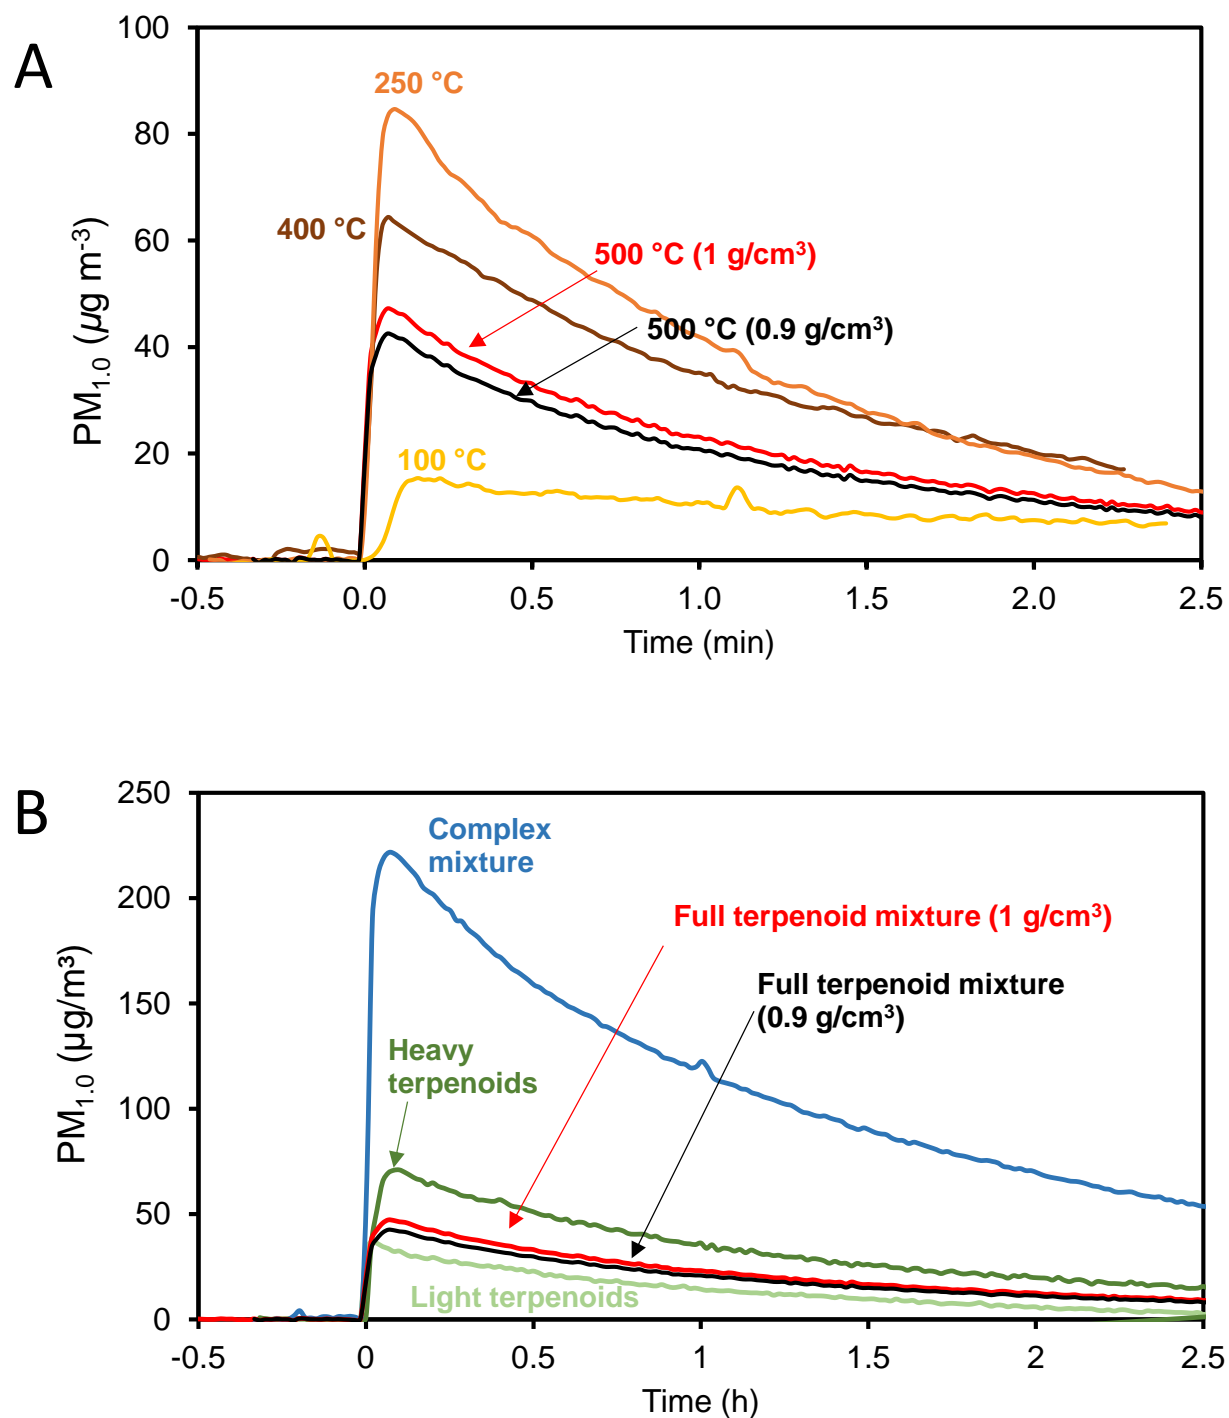 A
100
80
60
40
20
0
PM1.0 (µg m-3)
250 °C
400 °C
500 °C (1 g/cm3)
500 °C (0.9 g/cm3)
100 °C
-0.5 0.0 0.5 1.0 1.5 2.0 2.5
Time (min)
B
250
200
150
100
50
0
PM1.0 (µg/m³)
Complex
mixture
Full terpenoid mixture (1 g/cm3)
Full terpenoid mixture
(0.9 g/cm3)
Heavy
terpenoids
Light terpenoids
-0.5 0 0.5 1 1.5 2 2.5
Time (h)